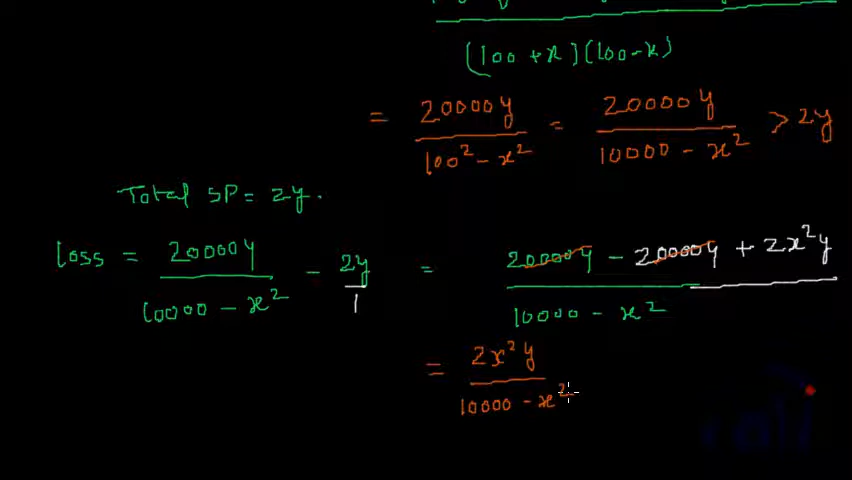 (100 + x) (100 - x)
= 20000y / 100² - x² = 20000y / 10000 - x² > 2y
Total SP = 2y.
Loss = 20000y / 10000 - x² - 2y / 1 = 20000y - 20000y + 2x²y / 10000 - x²
= 2x²y / 10000 - x²